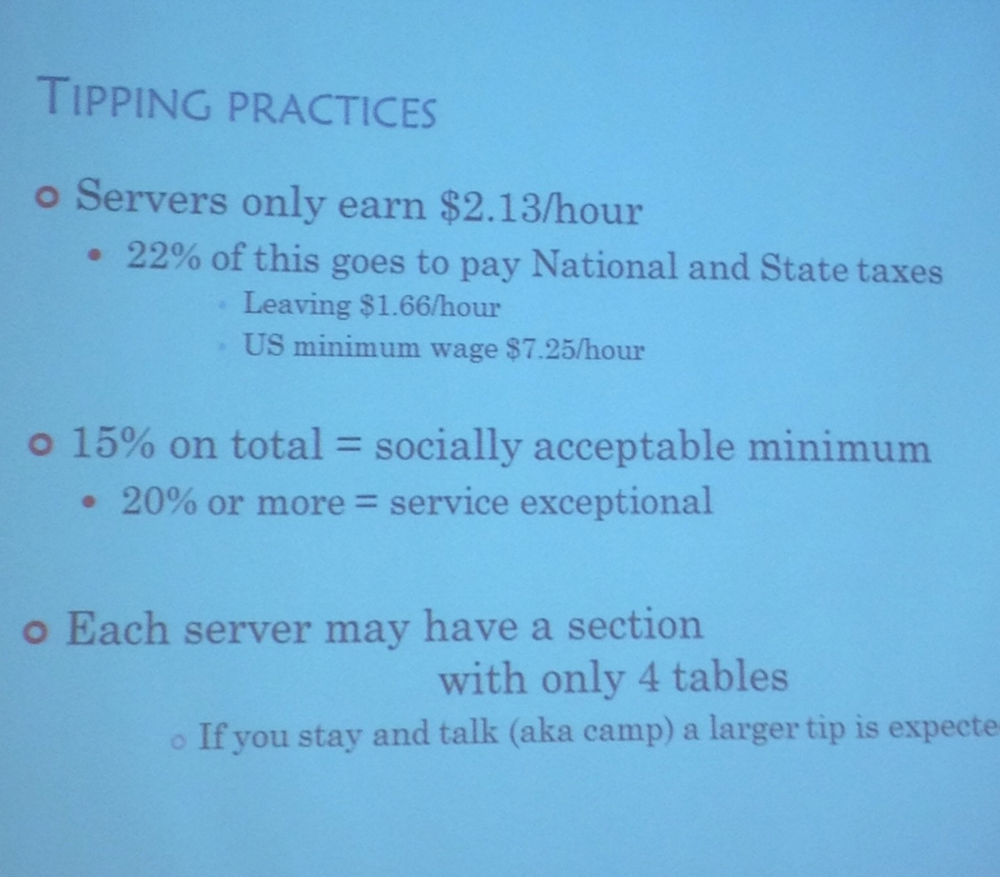 TIPPING PRACTICES
Servers only earn $2.13/hour
22% of this goes to pay National and State taxes
Leaving $1.66/hour
US minimum wage $7.25/hour
15% on total = socially acceptable minimum
20% or more = service exceptional
Each server may have a section
with only 4 tables
If you stay and talk (aka camp) a larger tip is expecte